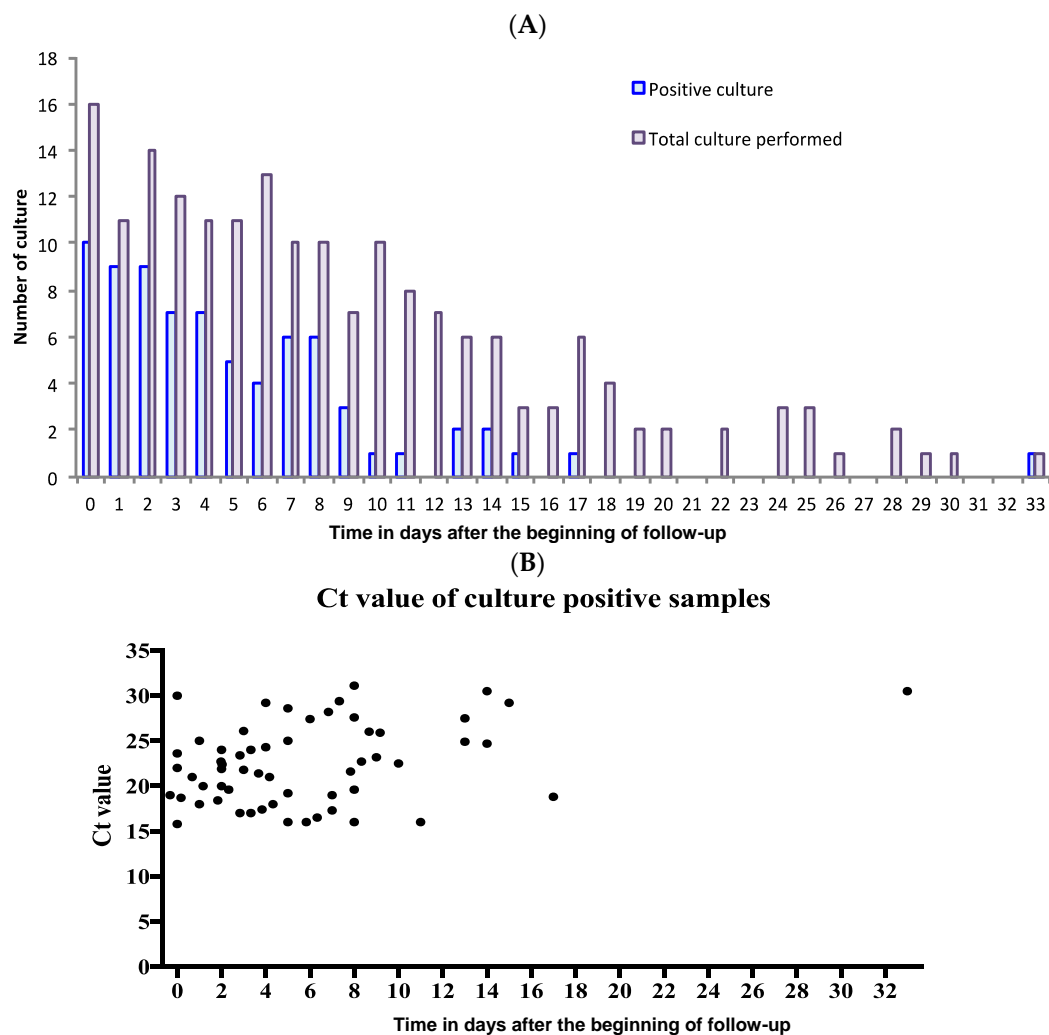 (A)
18
16
14
12
10
8
6
4
2
0
Number of culture
Positive culture
Total culture performed
0 1 2 3 4 5 6 7 8 9 10 11 12 13 14 15 16 17 18 19 20 21 22 23 24 25 26 27 28 29 30 31 32 33
Time in days after the beginning of follow-up
(B)
Ct value of culture positive samples
35
30
25
20
15
10
5
0
Ct value
0 2 4 6 8 10 12 14 16 18 20 22 24 26 28 30 32
Time in days after the beginning of follow-up